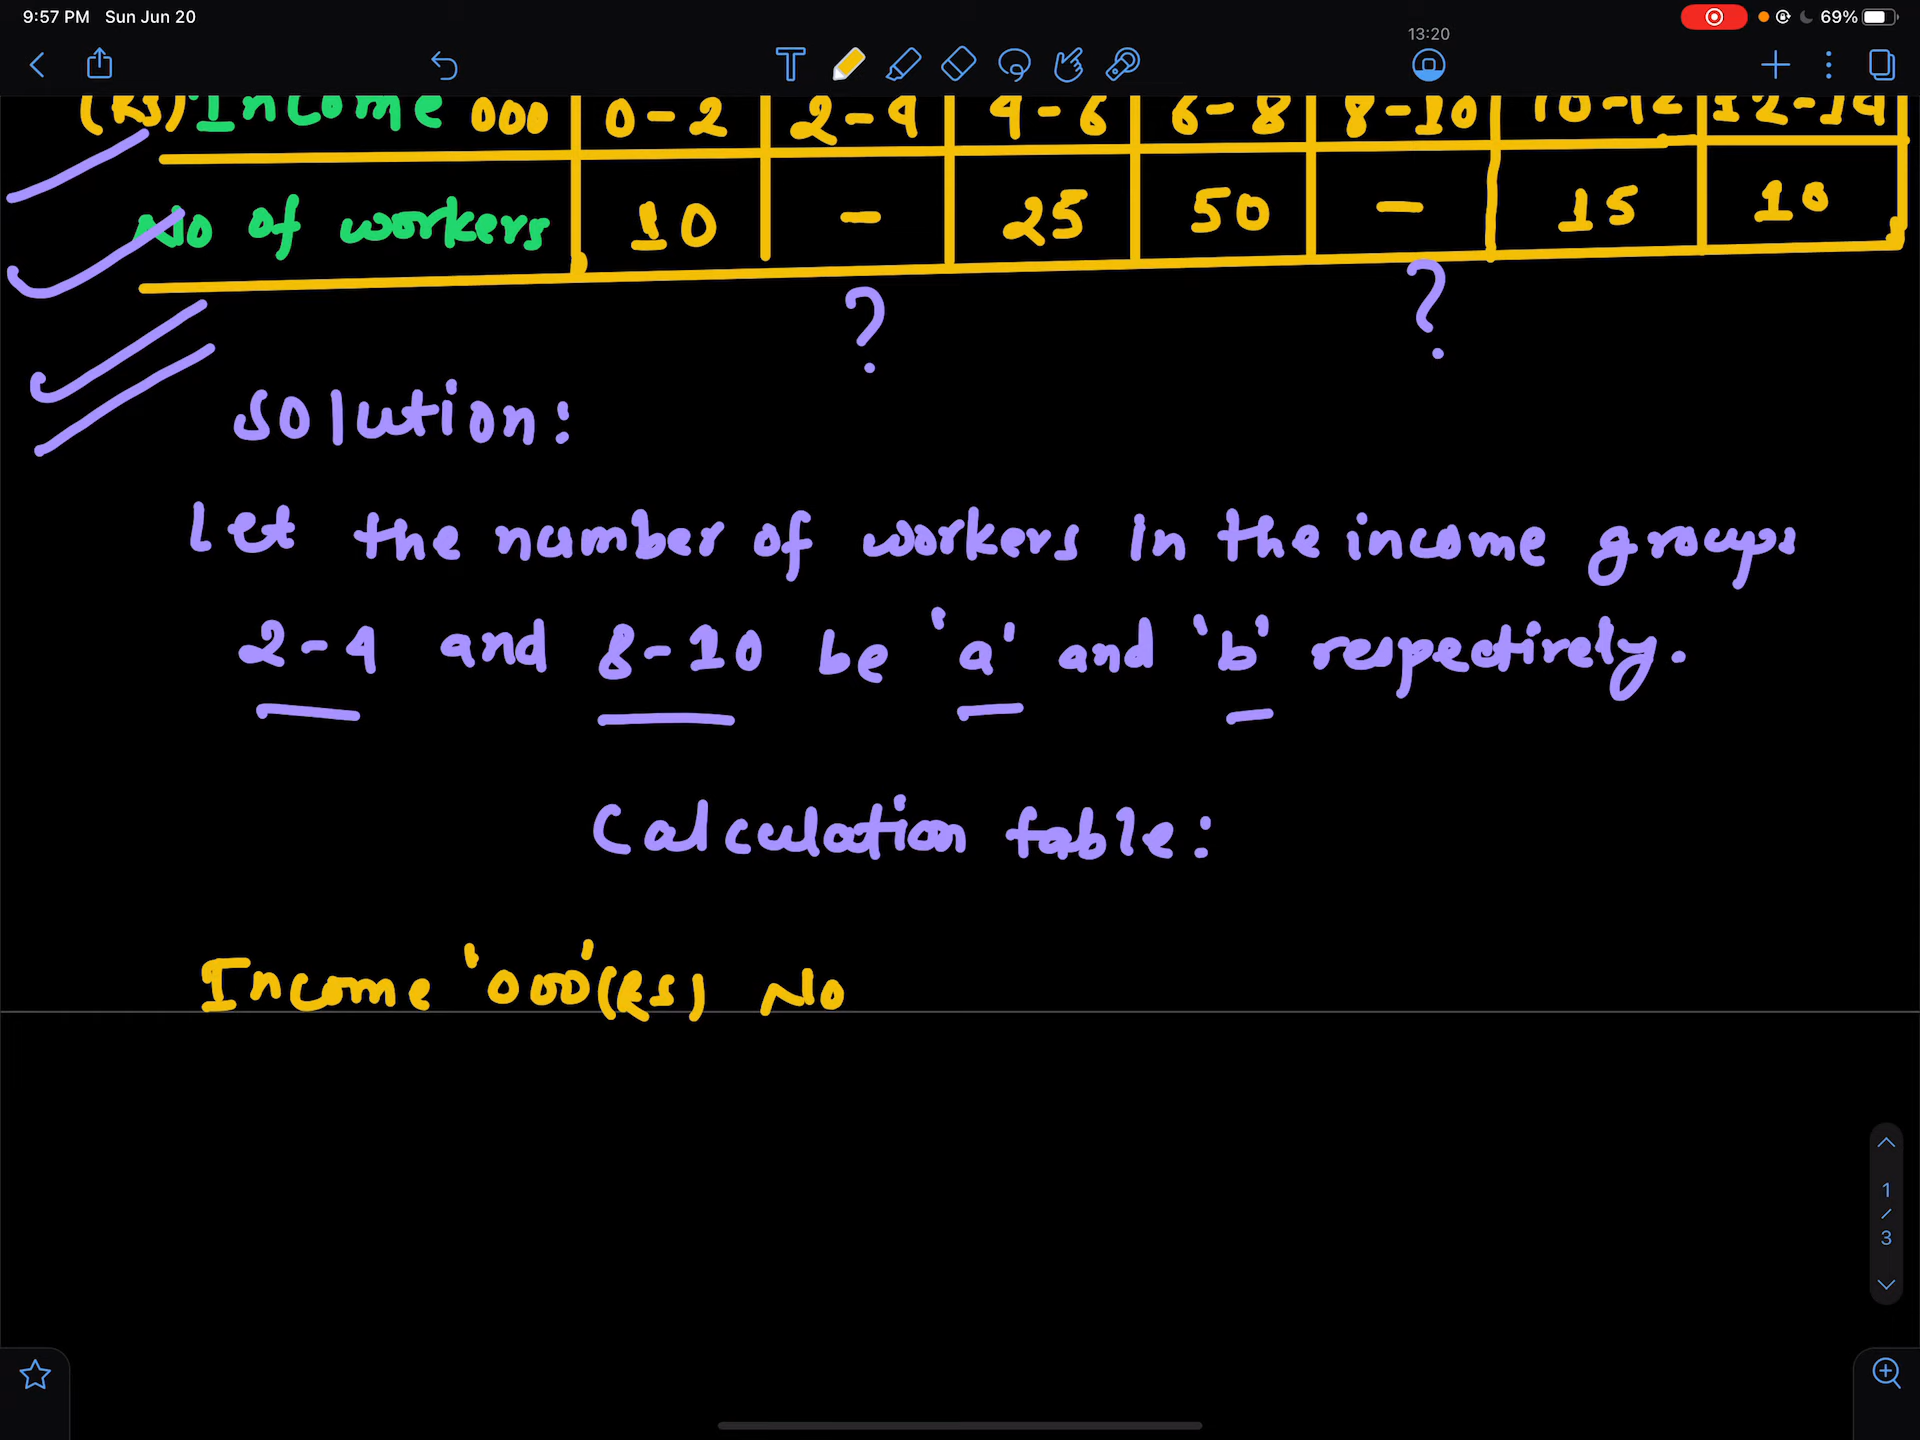 9:57 PM Sun Jun 20
69%
13:20
(Rs) Income 000 0-2 2-4 4-6 6-8 8-10 10-12 12-14
No of workers 10 - 25 50 - 15 10
? ?
Solution:
Let the number of workers in the income groups
2-4 and 8-10 be 'a' and 'b' respectively.
Calculation table:
Income '000' (Rs) No
1
/
3